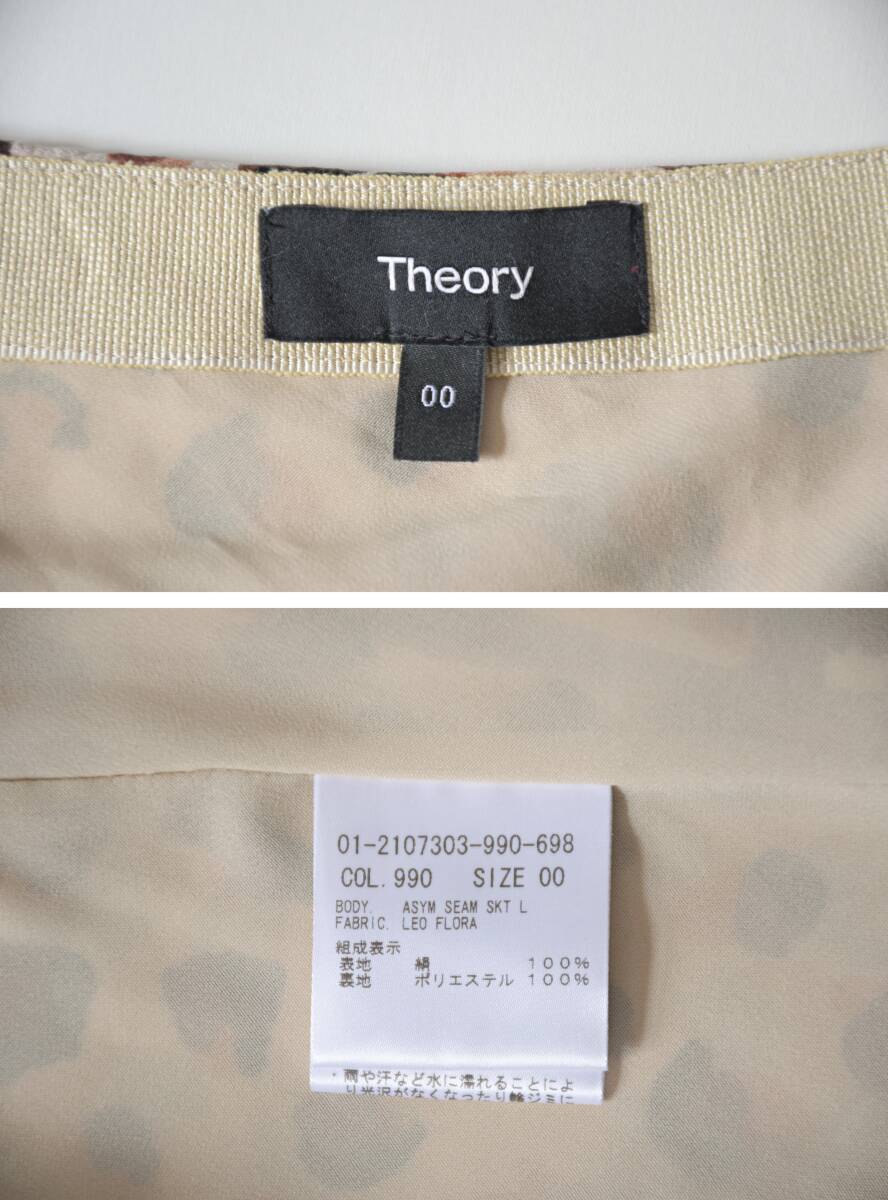 Theory
00
01-2107303-990-698
COL. 990 SIZE 00
BODY. ASYM SEAM SKT L
FABRIC. LEO FLORA
組成表示
表地 絹 100%
裏地 ポリエステル 100%
・雨や汗など水に濡れることによ
り光沢がなくなったり輪ジミに